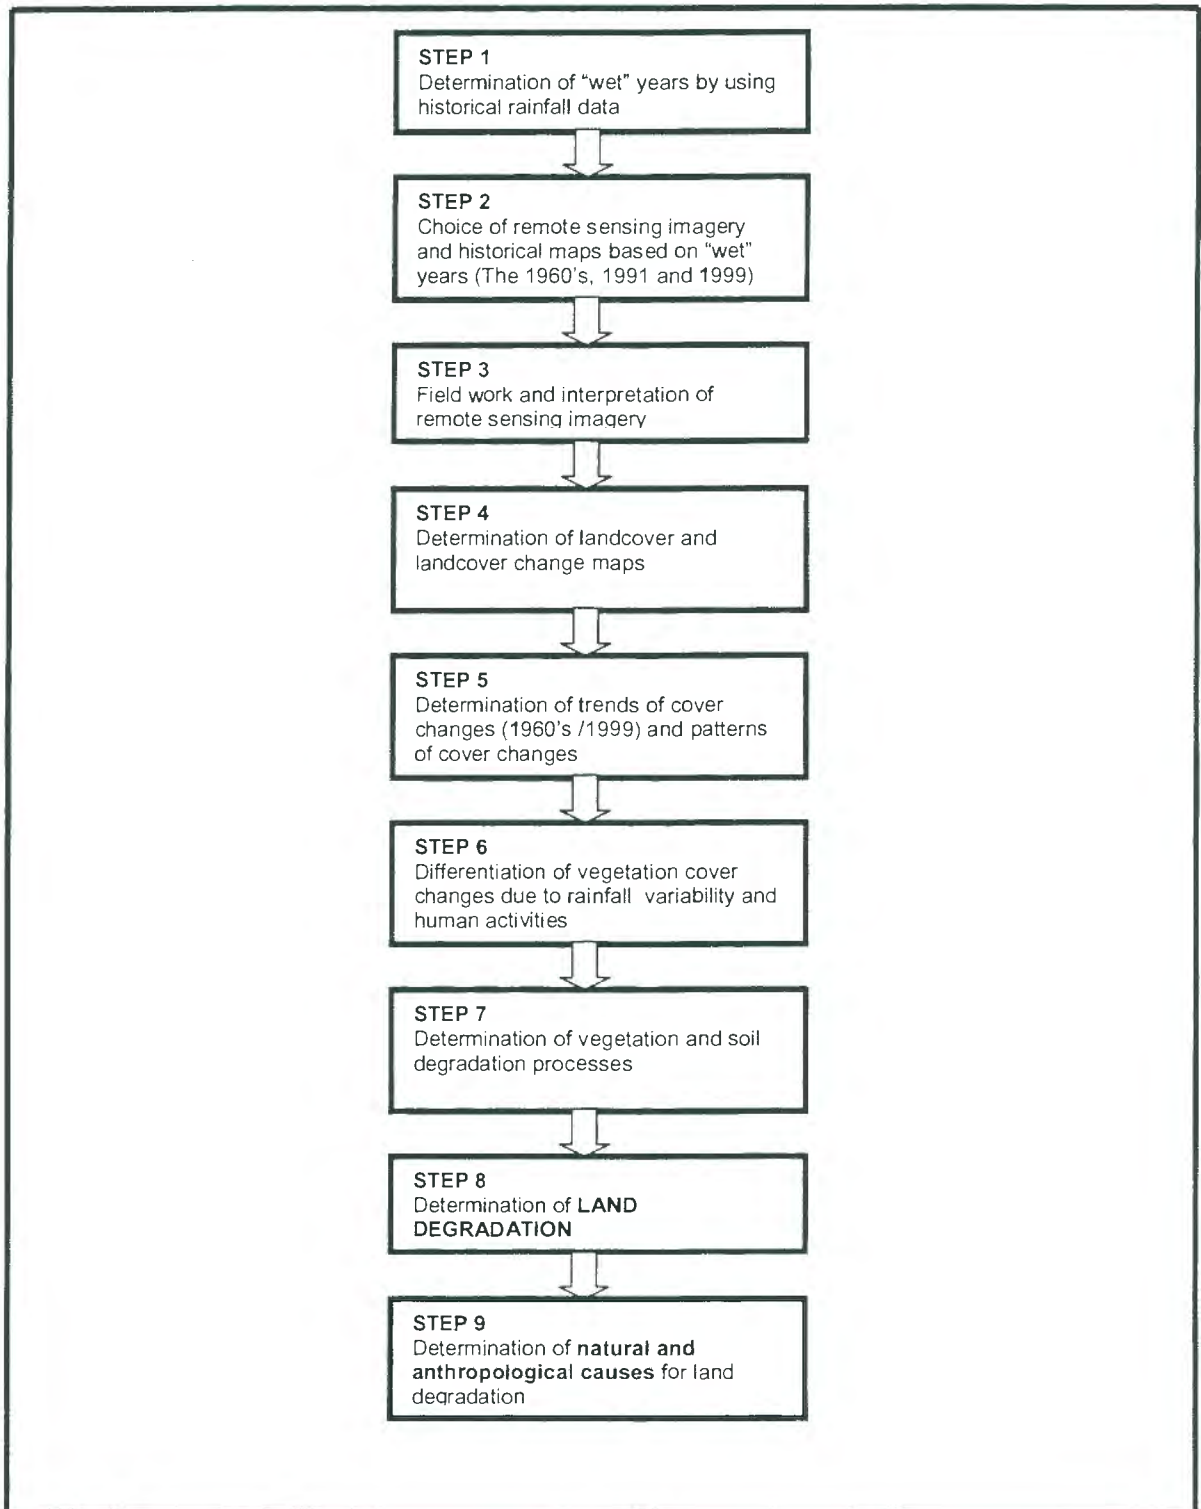 STEP 1
Determination of “wet” years by using
historical rainfall data
STEP 2
Choice of remote sensing imagery
and historical maps based on “wet”
years (The 1960's, 1991 and 1999)
STEP 3
Field work and interpretation of
remote sensing imagery
STEP 4
Determination of landcover and
landcover change maps
STEP 5
Determination of trends of cover
changes (1960's /1999) and patterns
of cover changes
STEP 6
Differentiation of vegetation cover
changes due to rainfall variability and
human activities
STEP 7
Determination of vegetation and soil
degradation processes
STEP 8
Determination of LAND
DEGRADATION
STEP 9
Determination of natural and
anthropological causes for land
degradation